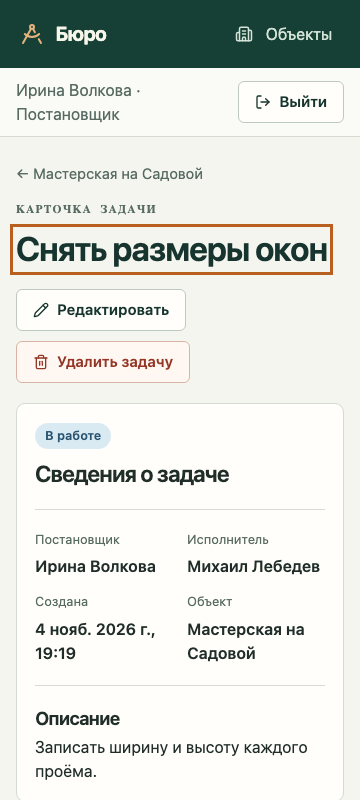 Бюро
Объекты
Ирина Волкова ·
Постановщик
Выйти
← Мастерская на Садовой
КАРТОЧКА ЗАДАЧИ
Снять размеры окон
Редактировать
Удалить задачу
В работе
Сведения о задаче
Постановщик
Исполнитель
Ирина Волкова
Михаил Лебедев
Создана
Объект
4 нояб. 2026 г.,
19:19
Мастерская на
Садовой
Описание
Записать ширину и высоту каждого
проёма.